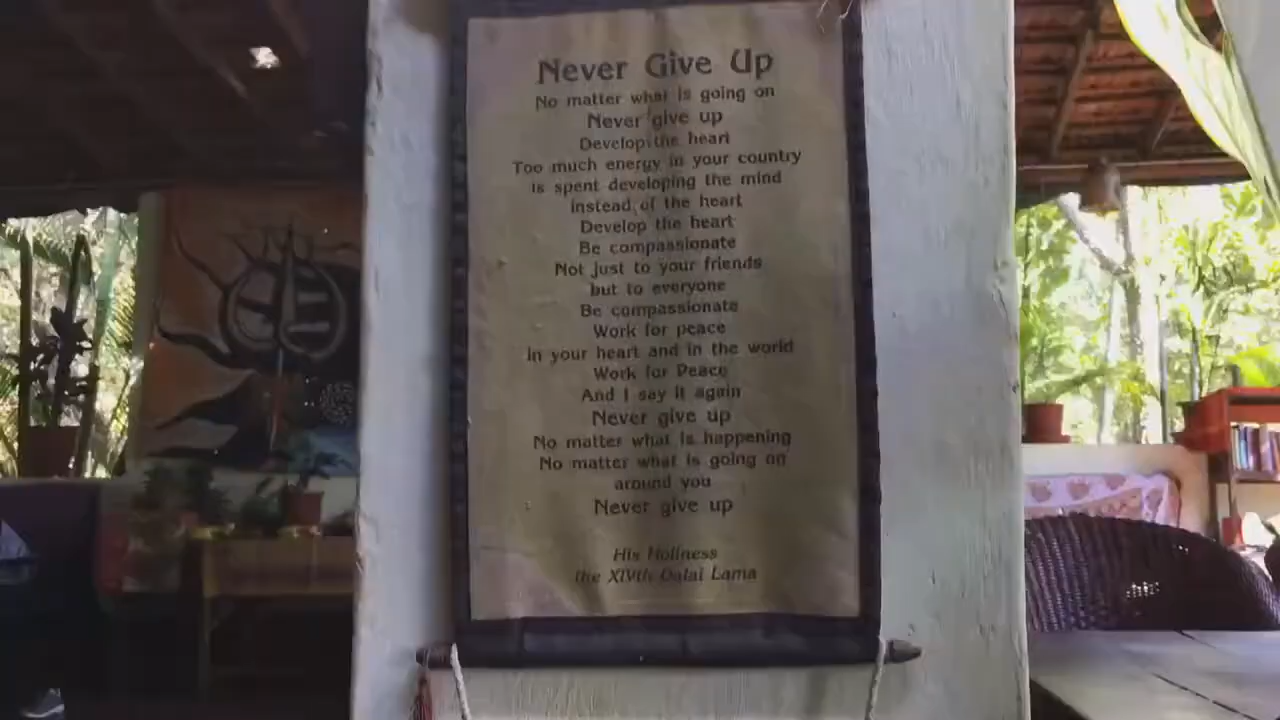 Never Give Up
No matter what is going on
Never give up
Develop the heart
Too much energy in your country
is spent developing the mind
instead of the heart
Develop the heart
Be compassionate
Not just to your friends
but to everyone
Be compassionate
Work for peace
in your heart and in the world
Work for Peace
And I say it again
Never give up
No matter what is happening
No matter what is going on
around you
Never give up
His Holiness
the XIVth Dalai Lama